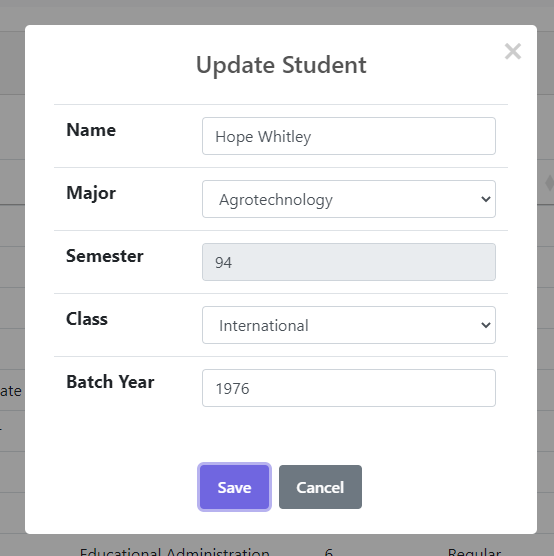 Update Student
×
Name Hope Whitley
Major Agrotechnology
Semester 94
Class International
ate
Batch Year 1976
Save Cancel
Educational Administration 6 Regular